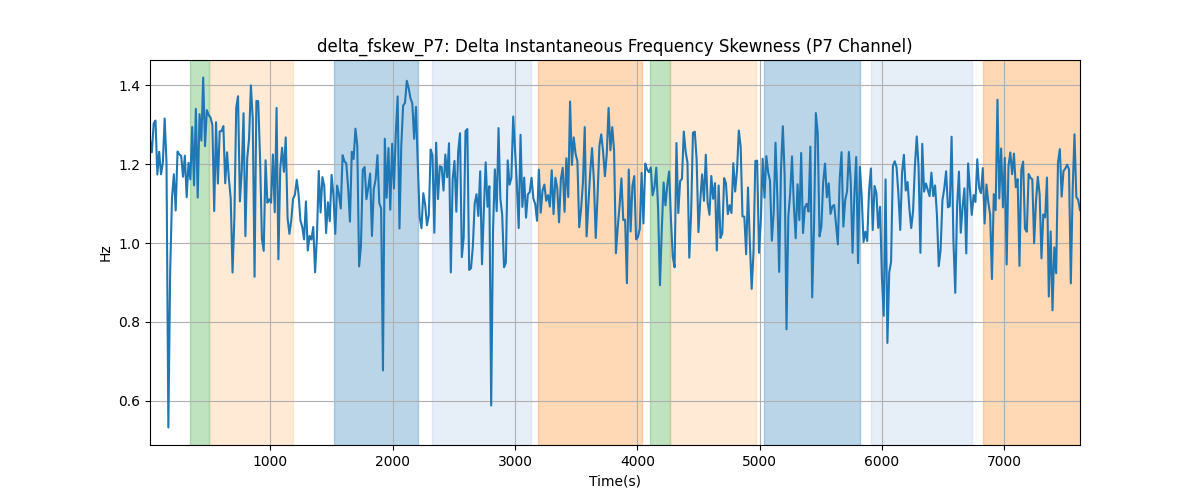 delta_fskew_P7: Delta Instantaneous Frequency Skewness (P7 Channel)
1.4
1.2
1.0
0.8
0.6
Hz
1000 2000 3000 4000 5000 6000 7000
Time(s)